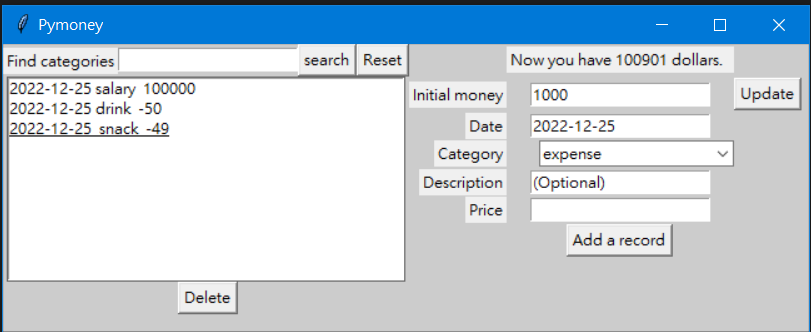 Pymoney
Find categories search Reset
Now you have 100901 dollars.
2022-12-25 salary 100000
2022-12-25 drink -50
2022-12-25 snack -49
Initial money 1000 Update
Date 2022-12-25
Category expense
Description (Optional)
Price
Add a record
Delete